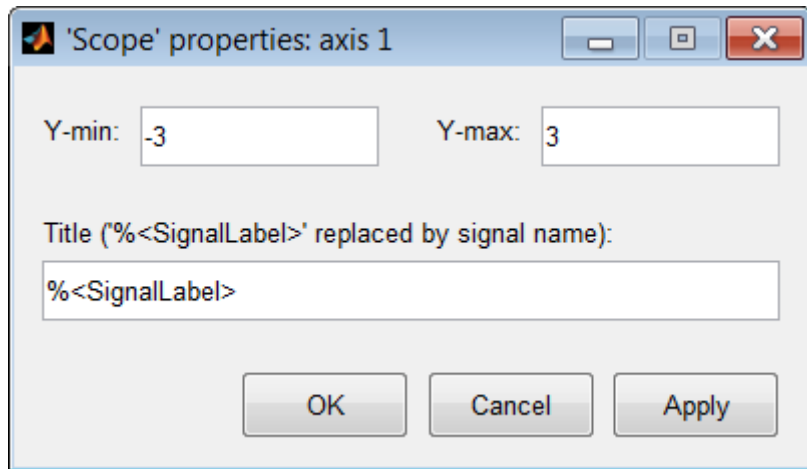 'Scope' properties: axis 1
Y-min: -3 Y-max: 3
Title ('%<SignalLabel>' replaced by signal name):
%<SignalLabel>
OK Cancel Apply